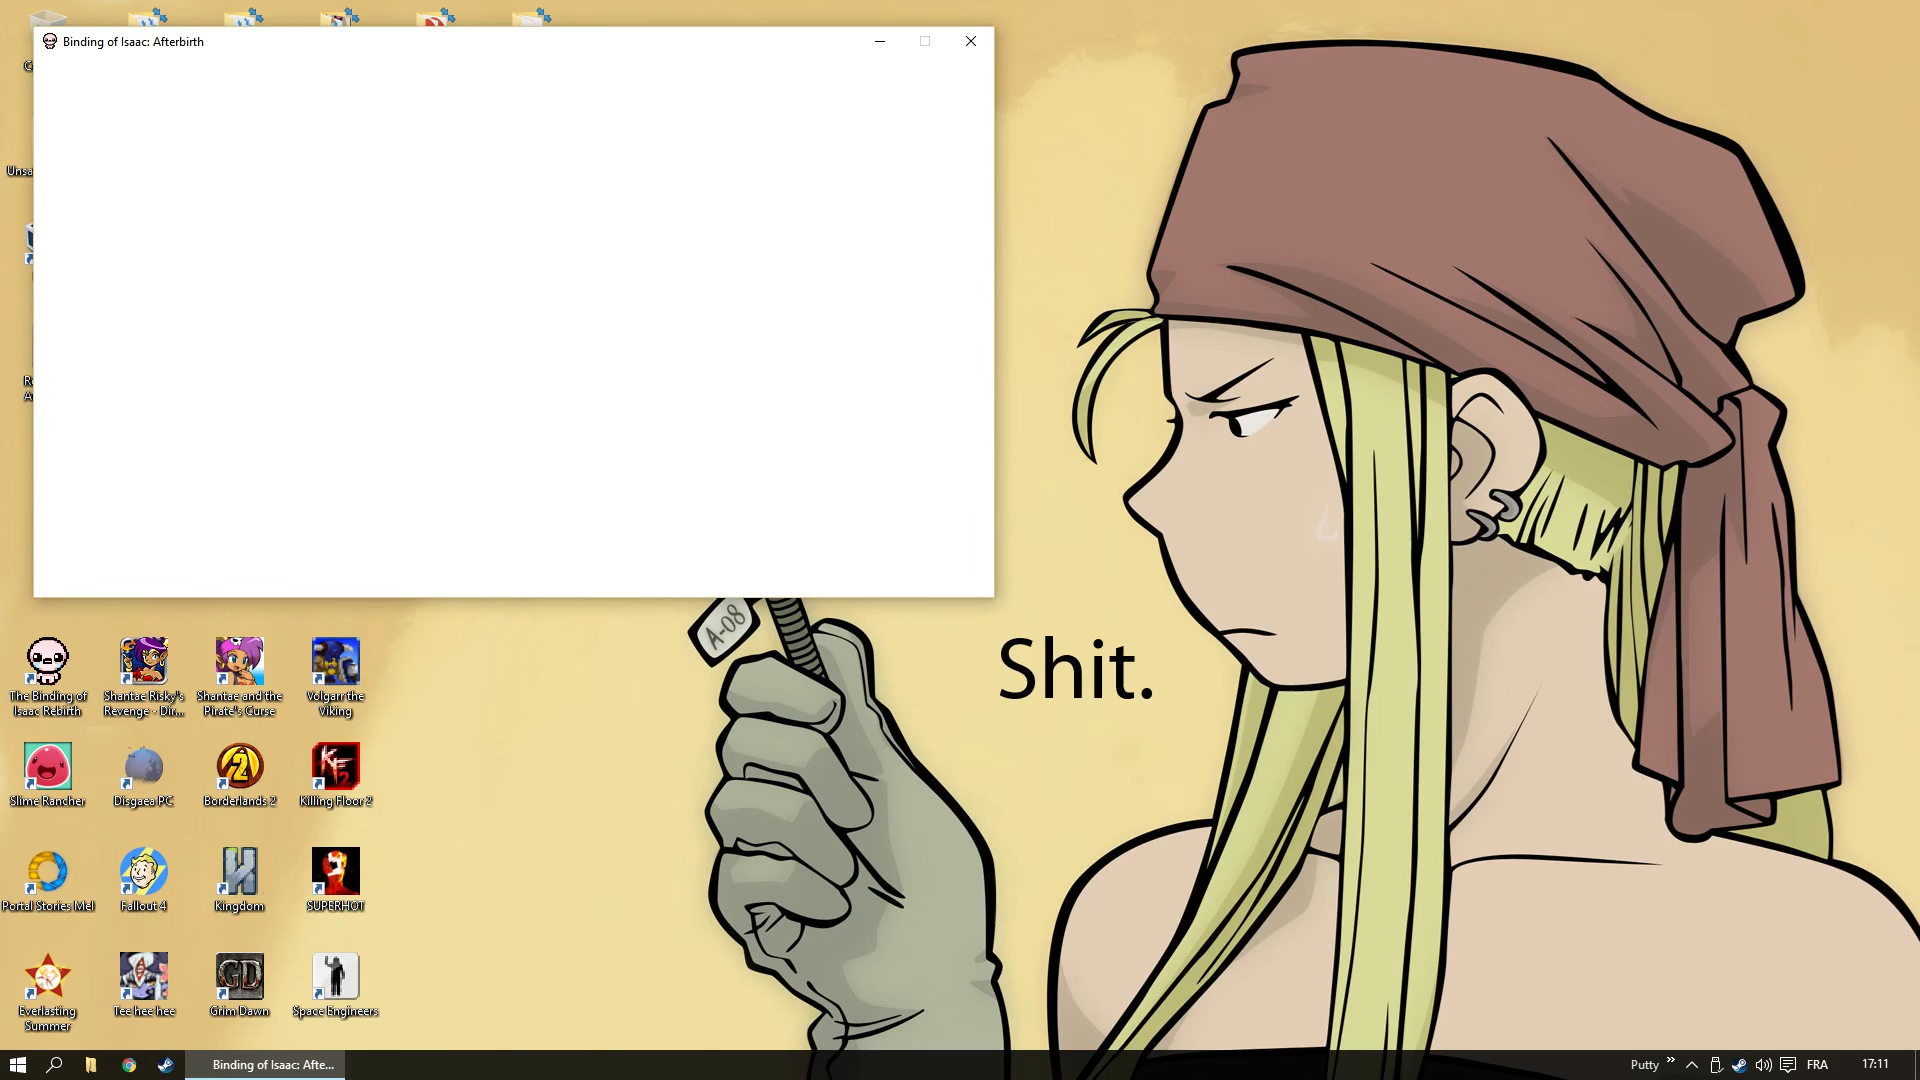 Binding of Isaac: Afterbirth
Unsa
A-08
Shit.
The Binding of
Isaac Rebirth
Shantae Risky's
Revenge - Dir...
Shantae and the
Pirate's Curse
Volgarr the
Viking
Slime Rancher
Disgaea PC
Borderlands 2
Killing Floor 2
Portal Stories Mel
Fallout 4
Kingdom
SUPERHOT
Everlasting
Summer
Tee hee hee
Grim Dawn
Space Engineers
Binding of Isaac: Afte...
Putty
FRA
17:11